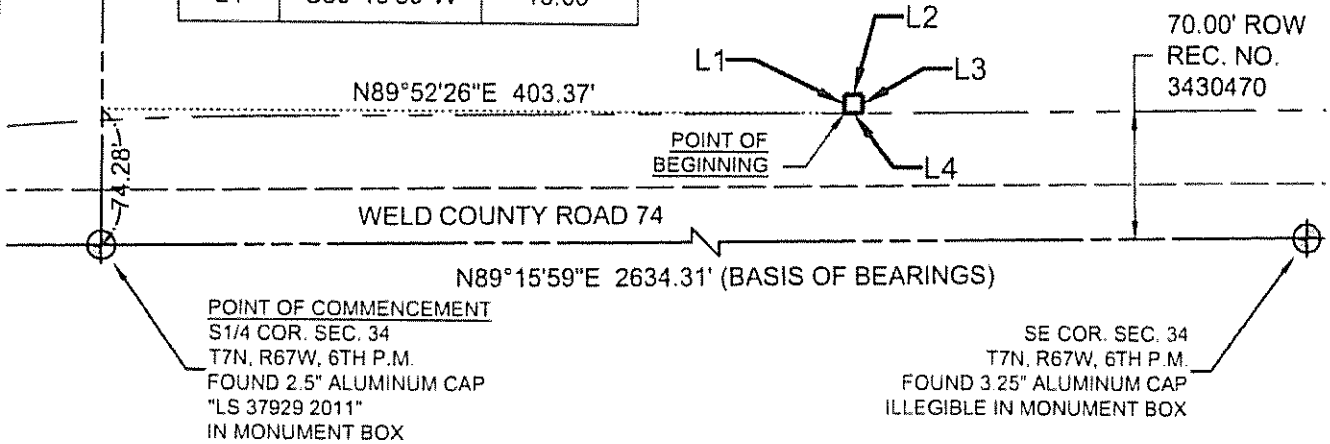 L1
L2
L3
70.00' ROW
REC. NO.
3430470
N89°52'26"E 403.37'
POINT OF
BEGINNING
L4
74.28'
WELD COUNTY ROAD 74
N89°15'59"E 2634.31' (BASIS OF BEARINGS)
POINT OF COMMENCEMENT
S1/4 COR. SEC. 34
T7N, R67W, 6TH P.M.
FOUND 2.5" ALUMINUM CAP
"LS 37929 2011"
IN MONUMENT BOX
SE COR. SEC. 34
T7N, R67W, 6TH P.M.
FOUND 3.25" ALUMINUM CAP
ILLEGIBLE IN MONUMENT BOX